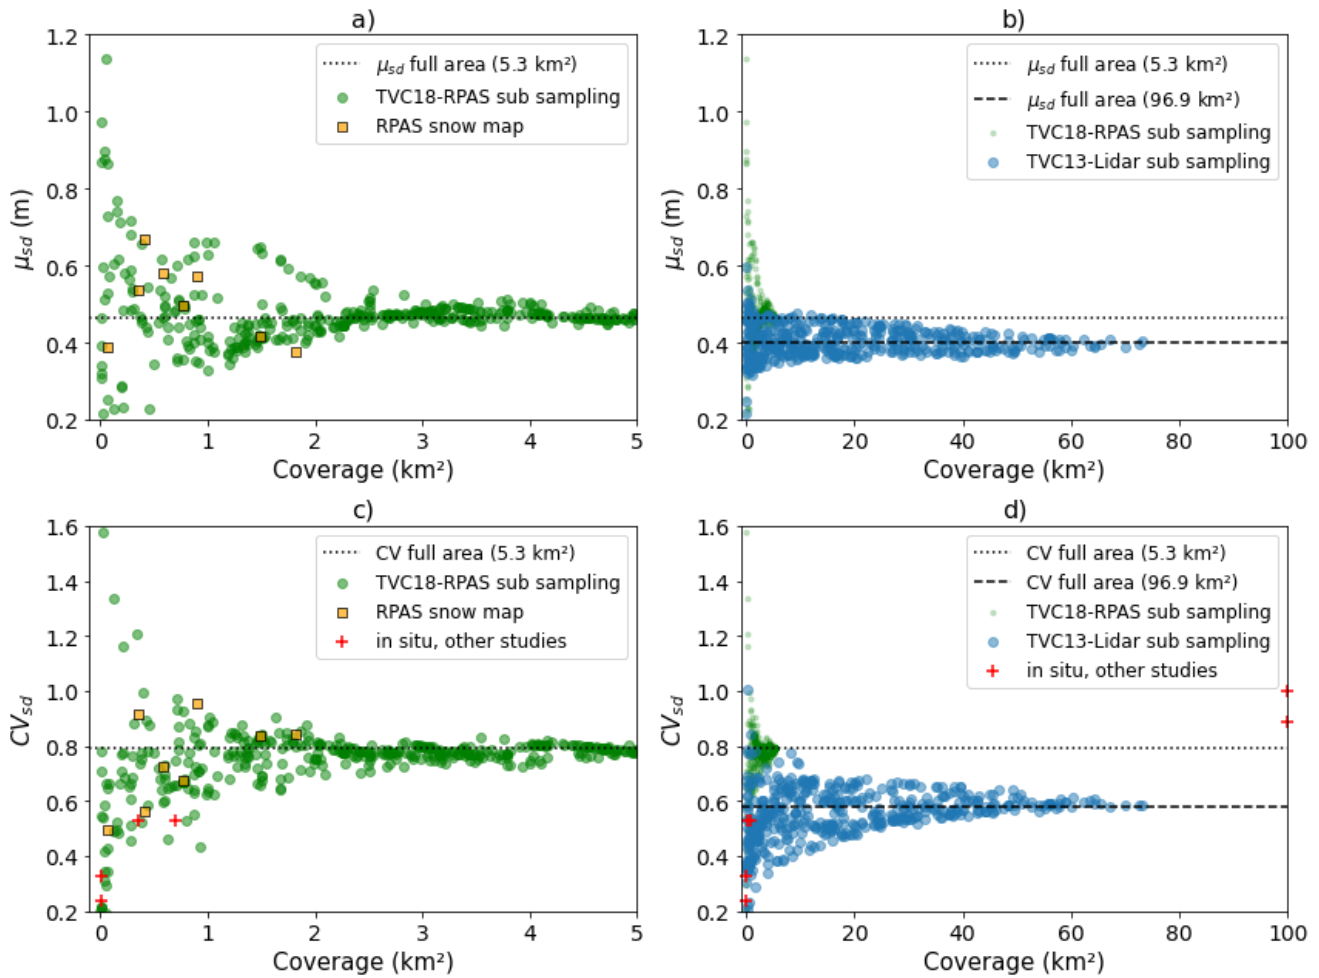 a)
1.2
1.0
0.8
0.6
0.4
0.2
μsd (m)
μsd full area (5.3 km²)
TVC18-RPAS sub sampling
RPAS snow map
0 1 2 3 4 5
Coverage (km²)
b)
1.2
1.0
0.8
0.6
0.4
0.2
μsd (m)
μsd full area (5.3 km²)
μsd full area (96.9 km²)
TVC18-RPAS sub sampling
TVC13-Lidar sub sampling
0 20 40 60 80 100
Coverage (km²)
c)
1.6
1.4
1.2
1.0
0.8
0.6
0.4
0.2
CVsd
CV full area (5.3 km²)
TVC18-RPAS sub sampling
RPAS snow map
in situ, other studies
0 1 2 3 4 5
Coverage (km²)
d)
1.6
1.4
1.2
1.0
0.8
0.6
0.4
0.2
CVsd
CV full area (5.3 km²)
CV full area (96.9 km²)
TVC18-RPAS sub sampling
TVC13-Lidar sub sampling
in situ, other studies
0 20 40 60 80 100
Coverage (km²)